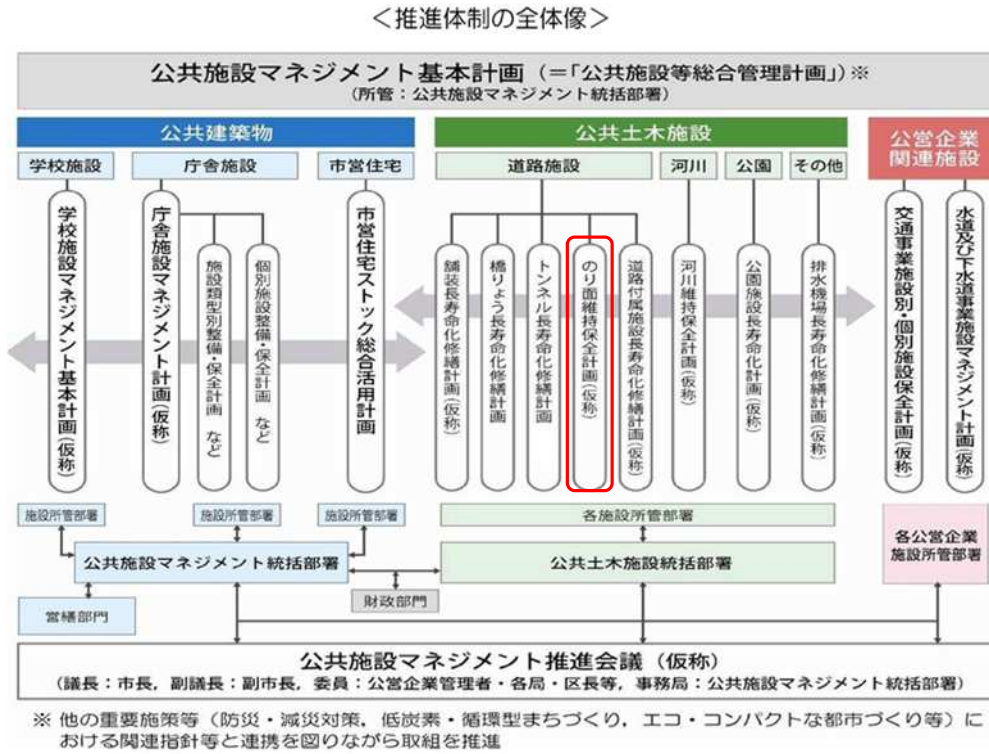 ＜推進体制の全体像＞
公共施設マネジメント基本計画（＝「公共施設等総合管理計画」）※
（所管：公共施設マネジメント統括部署）
公共建築物
公共土木施設
公営企業
関連施設
学校施設
庁舎施設
市営住宅
道路施設
河川
公園
その他
学校施設マネジメント基本計画（仮称）
庁舎施設マネジメント計画（仮称）
施設類型別整備・保全計画 など
個別施設整備・保全計画 など
市営住宅ストック総合活用計画
舗装長寿命化修繕計画（仮称）
橋りょう長寿命化修繕計画
トンネル長寿命化修繕計画
のり面維持保全計画（仮称）
道路付属施設長寿命化修繕計画（仮称）
河川維持保全計画（仮称）
公園施設長寿命化計画（仮称）
排水機場長寿命化修繕計画（仮称）
交通事業施設別・個別施設保全計画（仮称）
水道及び下水道事業施設マネジメント計画（仮称）
施設所管部署
施設所管部署
施設所管部署
各施設所管部署
各公営企業
施設所管部署
公共施設マネジメント統括部署
公共土木施設統括部署
財政部門
営繕部門
公共施設マネジメント推進会議（仮称）
（議長：市長，副議長：副市長，委員：公営企業管理者・各局・区長等，事務局：公共施設マネジメント統括部署）
※ 他の重要施策等（防災・減災対策，低炭素・循環型まちづくり，エコ・コンパクトな都市づくり等）に
おける関連指針等と連携を図りながら取組を推進